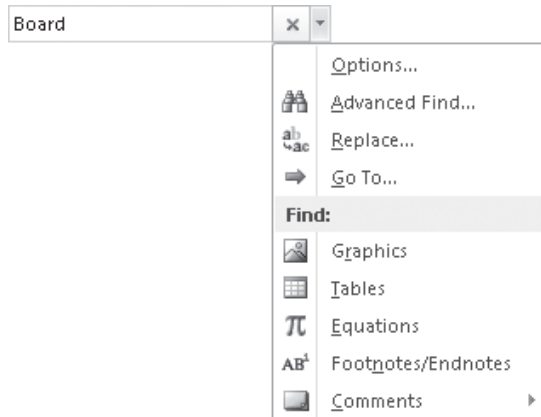 Board
Options...
Advanced Find...
Replace...
Go To...
Find:
Graphics
Tables
Equations
Footnotes/Endnotes
Comments